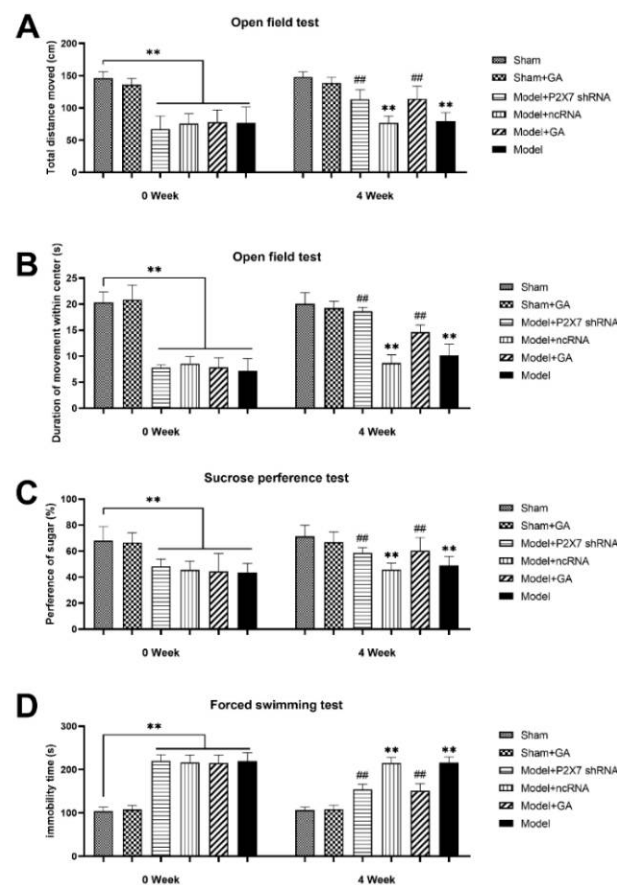 A
Open field test
Total distance moved (cm)
200
150
100
50
0
**
##
**
##
**
0 Week
4 Week
Sham
Sham+GA
Model+P2X7 shRNA
Model+ncRNA
Model+GA
Model
B
Open field test
Duration of movement within center (s)
30
25
20
15
10
5
0
**
##
**
##
**
0 Week
4 Week
Sham
Sham+GA
Model+P2X7 shRNA
Model+ncRNA
Model+GA
Model
C
Sucrose perference test
Perference of sugar (%)
100
80
60
40
20
0
**
##
**
##
**
0 Week
4 Week
Sham
Sham+GA
Model+P2X7 shRNA
Model+ncRNA
Model+GA
Model
D
Forced swimming test
immobility time (s)
300
200
100
0
**
##
**
##
**
0 Week
4 Week
Sham
Sham+GA
Model+P2X7 shRNA
Model+ncRNA
Model+GA
Model